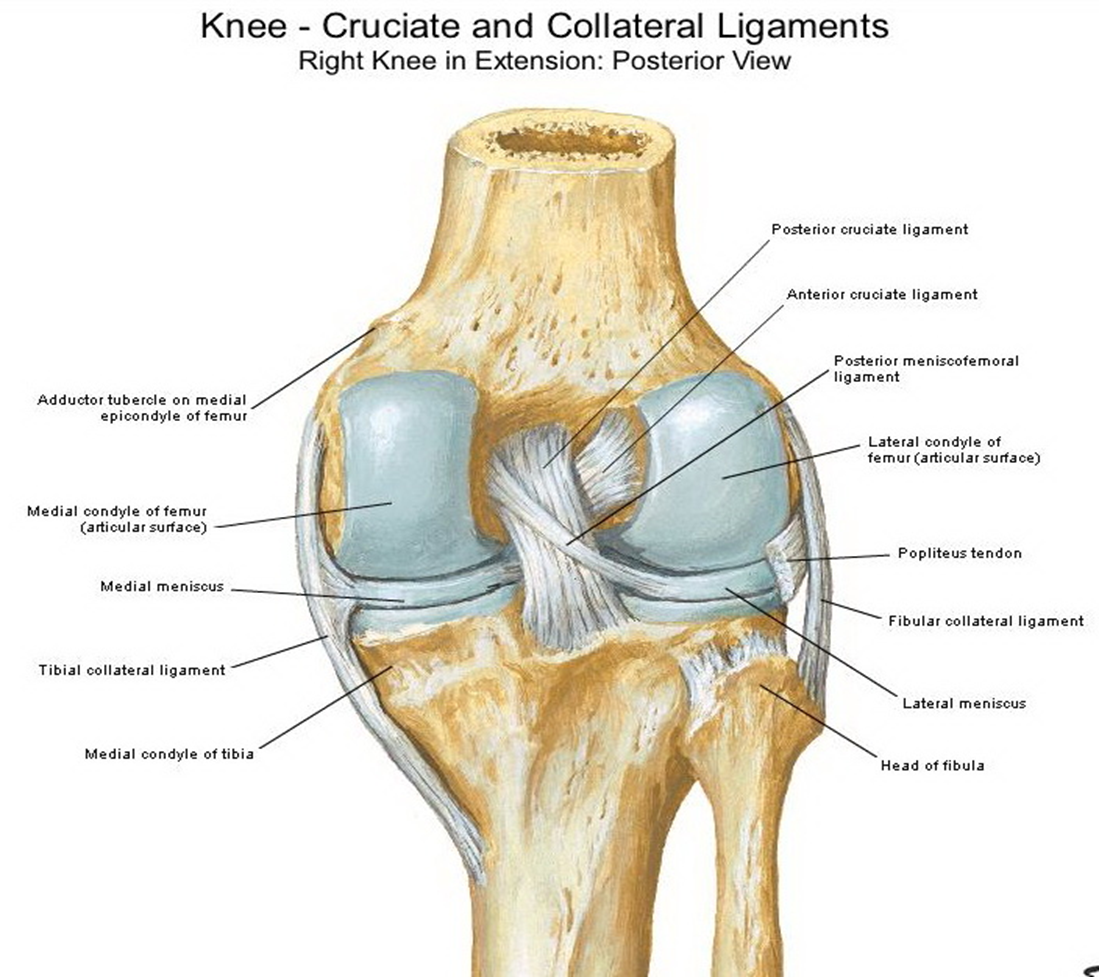 Knee - Cruciate and Collateral Ligaments
Right Knee in Extension: Posterior View
Posterior cruciate ligament
Anterior cruciate ligament
Posterior meniscofemoral
ligament
Adductor tubercle on medial
epicondyle of femur
Lateral condyle of
femur (articular surface)
Medial condyle of femur
(articular surface)
Popliteus tendon
Medial meniscus
Fibular collateral ligament
Tibial collateral ligament
Lateral meniscus
Medial condyle of tibia
Head of fibula